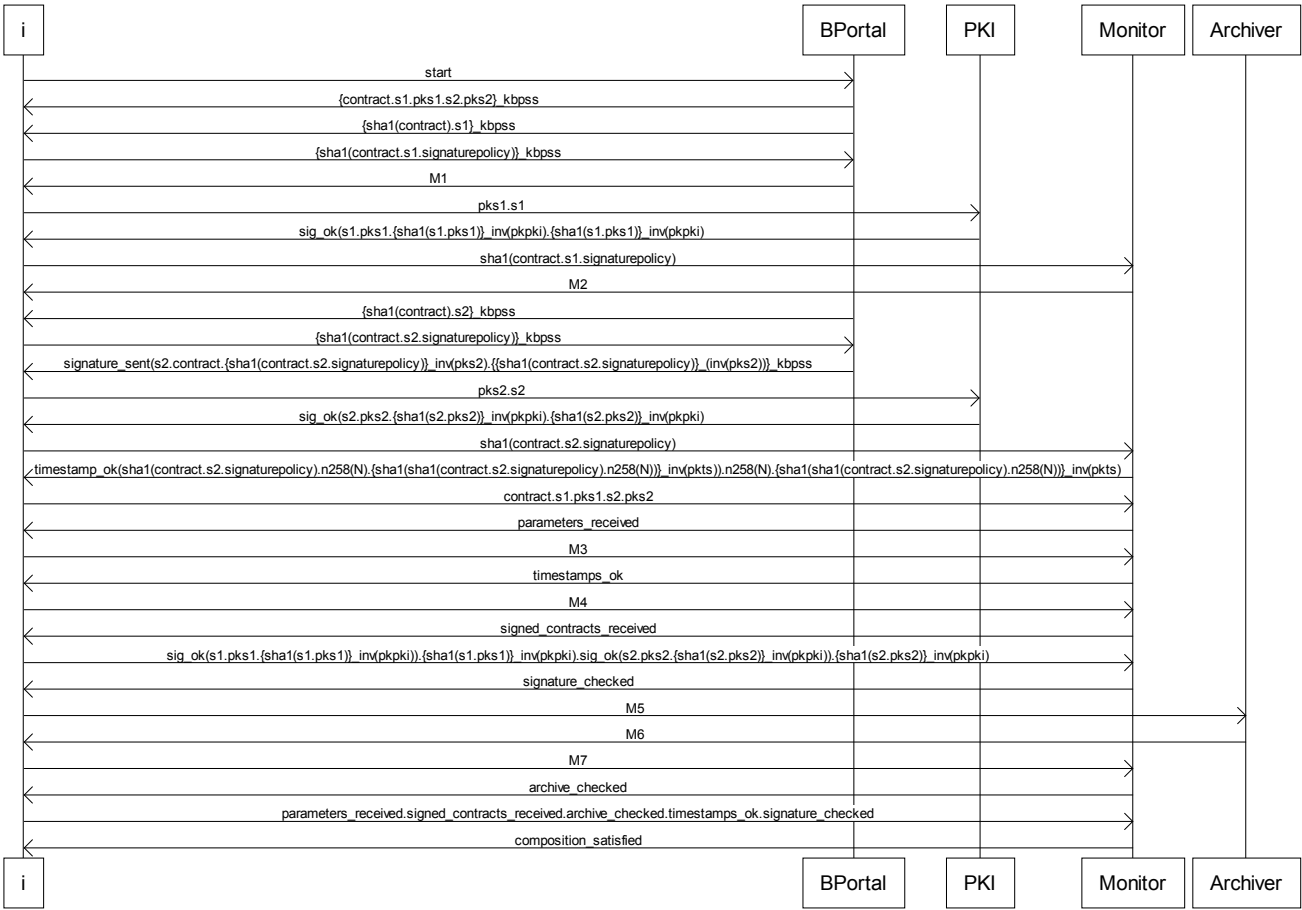 i BPortal PKI Monitor Archiver
start
{contract.s1.pks1.s2.pks2}_kbpss
{sha1(contract).s1}_kbpss
{sha1(contract.s1.signaturepolicy)}_kbpss
M1
pks1.s1
sig_ok(s1.pks1.{sha1(s1.pks1)}_inv(pkpki).{sha1(s1.pks1)}_inv(pkpki)
sha1(contract.s1.signaturepolicy)
M2
{sha1(contract).s2}_kbpss
{sha1(contract.s2.signaturepolicy)}_kbpss
signature_sent(s2.contract.{sha1(contract.s2.signaturepolicy)}_inv(pks2).{{sha1(contract.s2.signaturepolicy)}_(inv(pks2))}_kbpss
pks2.s2
sig_ok(s2.pks2.{sha1(s2.pks2)}_inv(pkpki).{sha1(s2.pks2)}_inv(pkpki)
sha1(contract.s2.signaturepolicy)
timestamp_ok(sha1(contract.s2.signaturepolicy).n258(N).{sha1(sha1(contract.s2.signaturepolicy).n258(N))}_inv(pkts)).n258(N).{sha1(sha1(contract.s2.signaturepolicy).n258(N))}_inv(pkts)
contract.s1.pks1.s2.pks2
parameters_received
M3
timestamps_ok
M4
signed_contracts_received
sig_ok(s1.pks1.{sha1(s1.pks1)}_inv(pkpki)).{sha1(s1.pks1)}_inv(pkpki).sig_ok(s2.pks2.{sha1(s2.pks2)}_inv(pkpki)).{sha1(s2.pks2)}_inv(pkpki)
signature_checked
M5
M6
M7
archive_checked
parameters_received.signed_contracts_received.archive_checked.timestamps_ok.signature_checked
composition_satisfied
i BPortal PKI Monitor Archiver